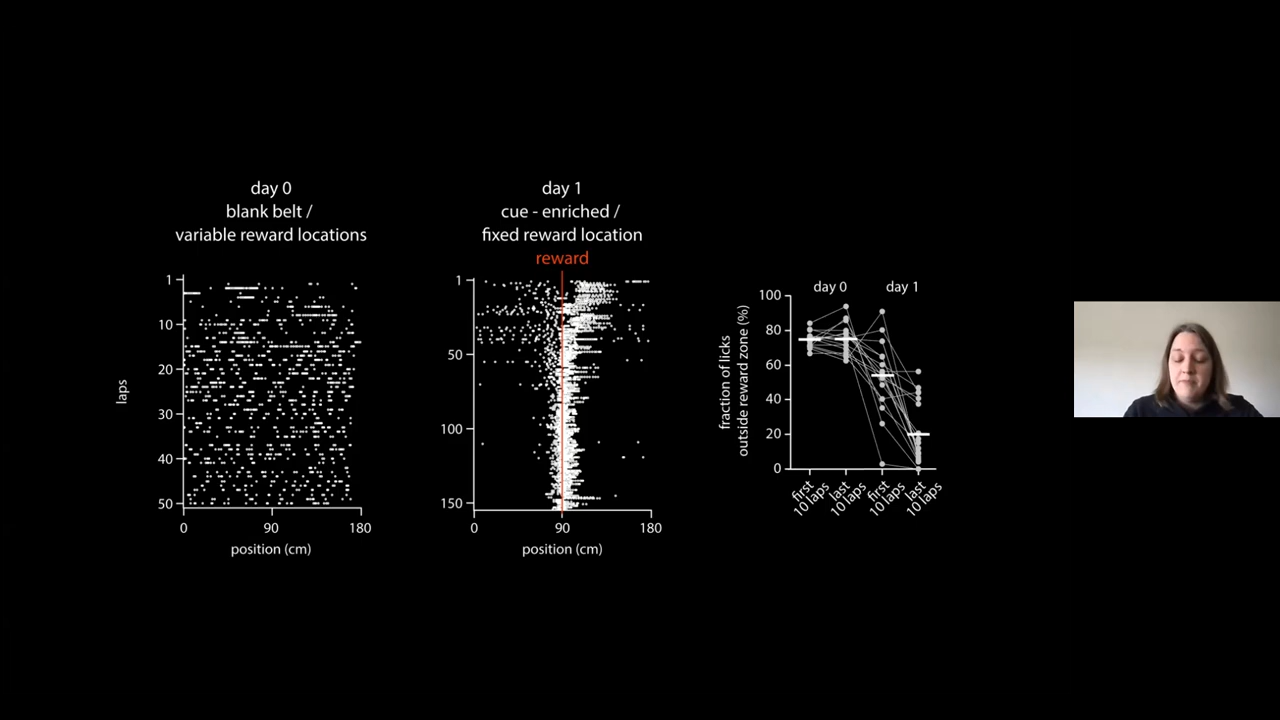 day 0
blank belt /
variable reward locations
laps
1
10
20
30
40
50
0
90
180
position (cm)
day 1
cue - enriched /
fixed reward location
reward
1
50
100
150
0
90
180
position (cm)
day 0
day 1
fraction of licks
outside reward zone (%)
100
80
60
40
20
0
first
10 laps
last
10 laps
first
10 laps
last
10 laps